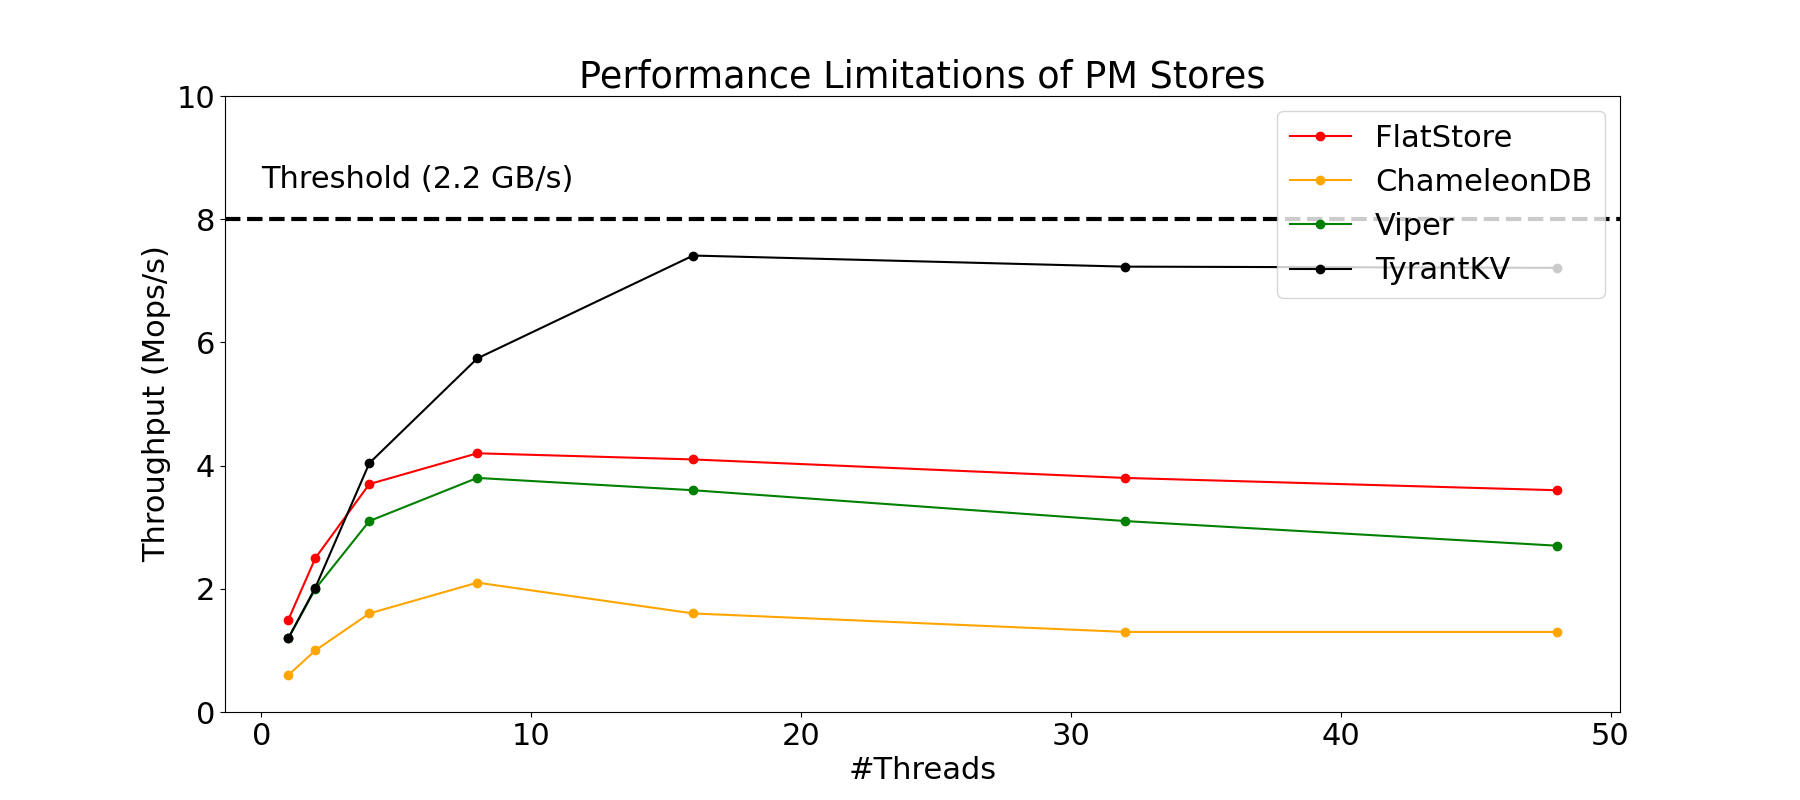 Performance Limitations of PM Stores
10
8
6
4
2
0
Throughput (Mops/s)
Threshold (2.2 GB/s)
FlatStore
ChameleonDB
Viper
TyrantKV
0 10 20 30 40 50
#Threads